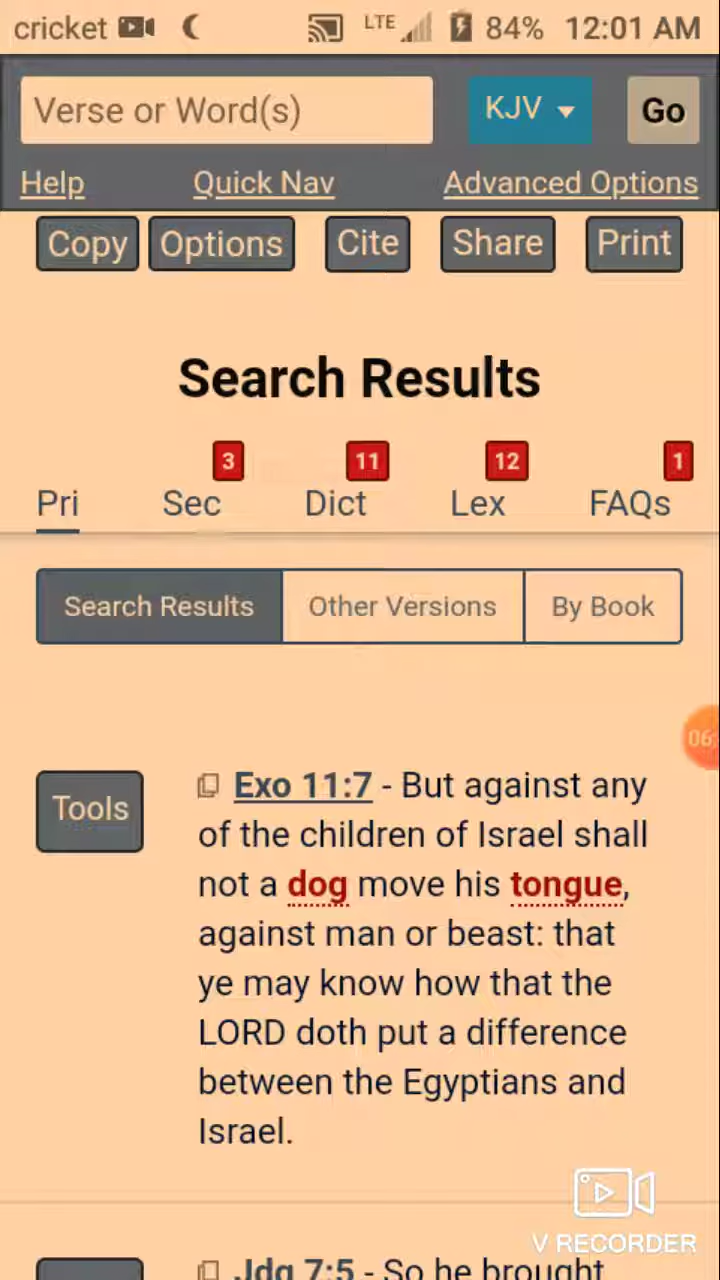 cricket LTE 84% 12:01 AM
Verse or Word(s) KJV Go
Help Quick Nav Advanced Options
Copy Options Cite Share Print
Search Results
3 11 12 1
Pri Sec Dict Lex FAQs
Search Results Other Versions By Book
06
Tools Exo 11:7 - But against any
of the children of Israel shall
not a dog move his tongue,
against man or beast: that
ye may know how that the
LORD doth put a difference
between the Egyptians and
Israel.
V RECORDER
Jdg 7:5 - So he brought